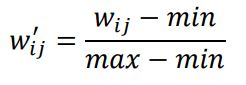 w'ij = (wij − min) / (max − min)